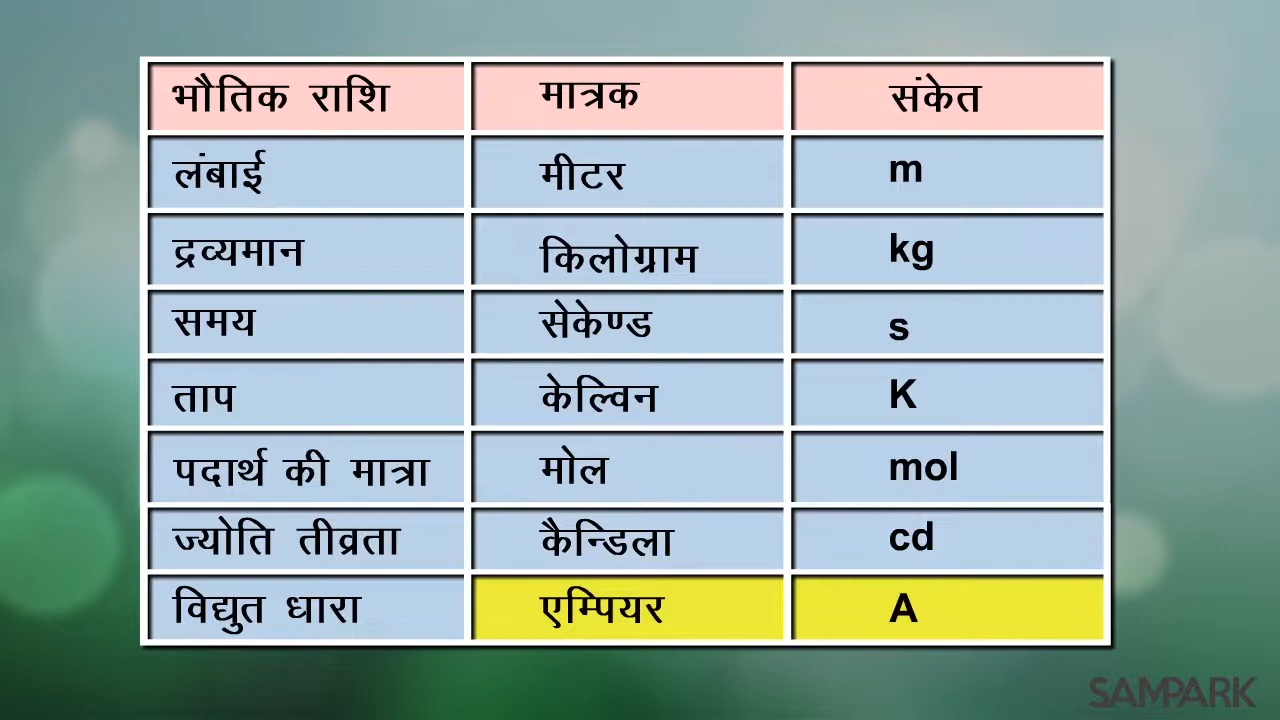 भौतिक राशि मात्रक संकेत
लंबाई मीटर m
द्रव्यमान किलोग्राम kg
समय सेकेण्ड s
ताप केल्विन K
पदार्थ की मात्रा मोल mol
ज्योति तीव्रता कैन्डिला cd
विद्युत धारा एम्पियर A
SAMPARK